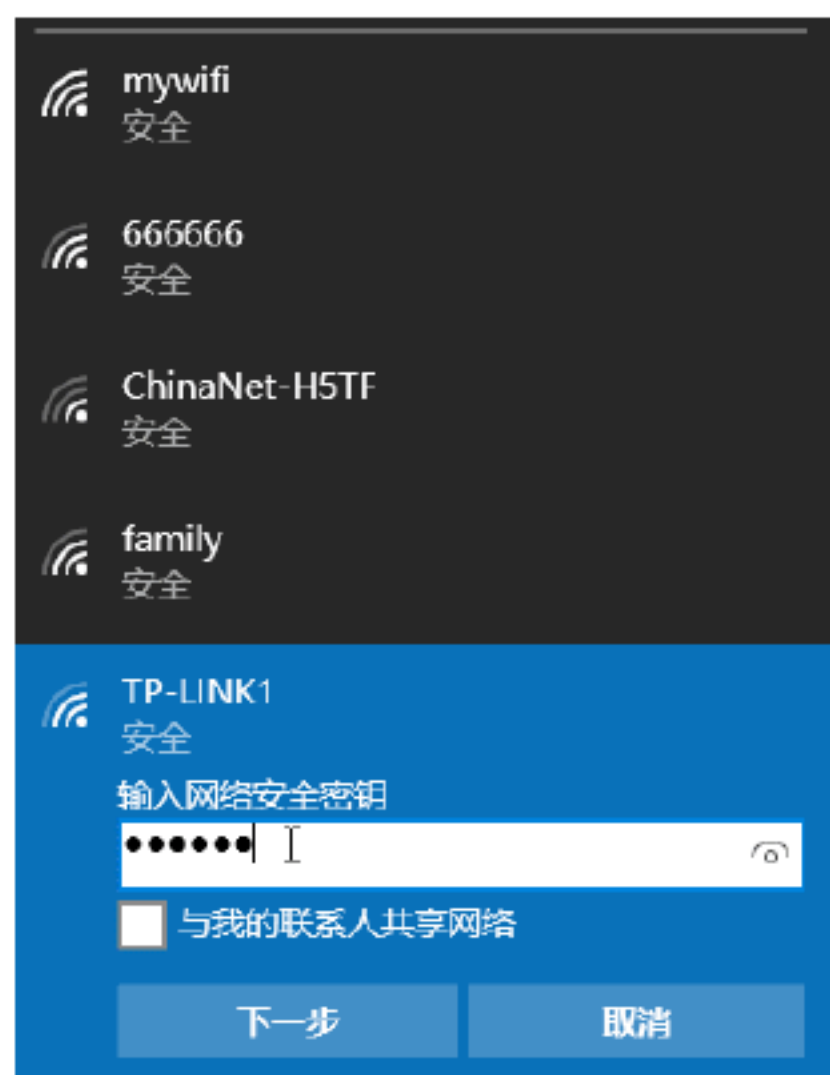 mywifi
安全
666666
安全
ChinaNet-H5TF
安全
family
安全
TP-LINK1
安全
输入网络安全密钥
••••••
与我的联系人共享网络
下一步
取消